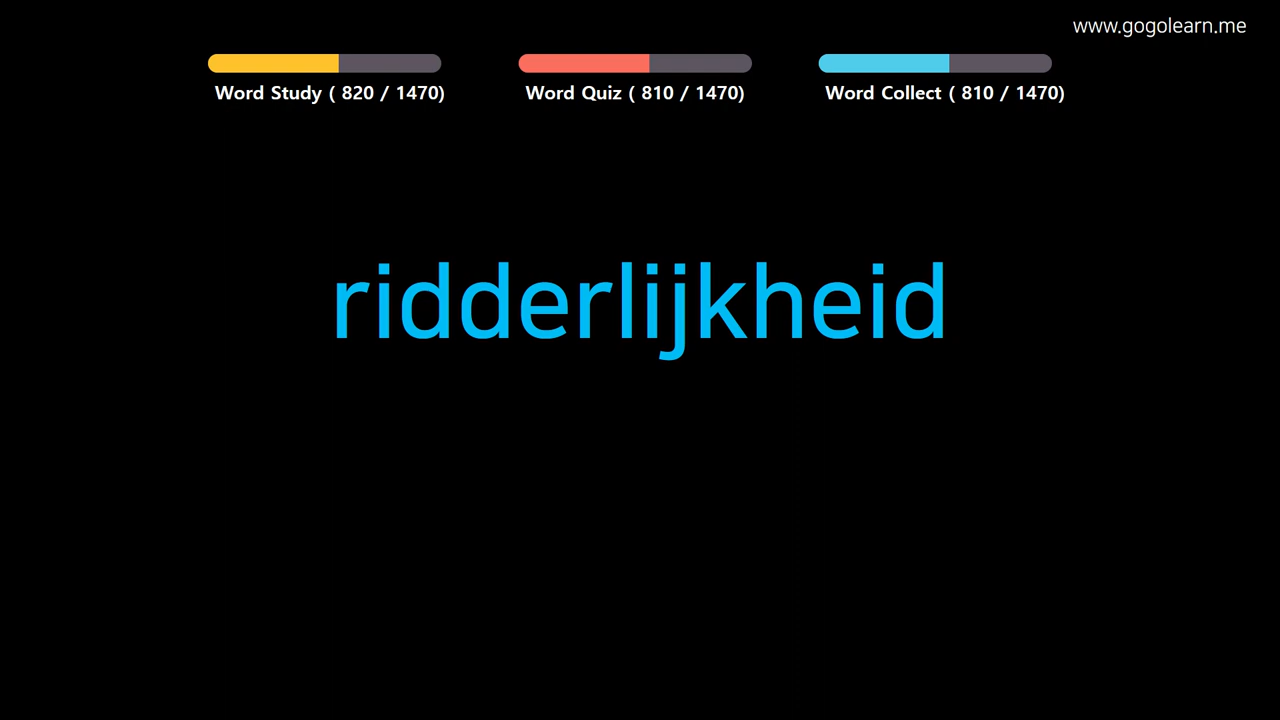 www.gogolearn.me
Word Study ( 820 / 1470)
Word Quiz ( 810 / 1470)
Word Collect ( 810 / 1470)
ridderlijkheid